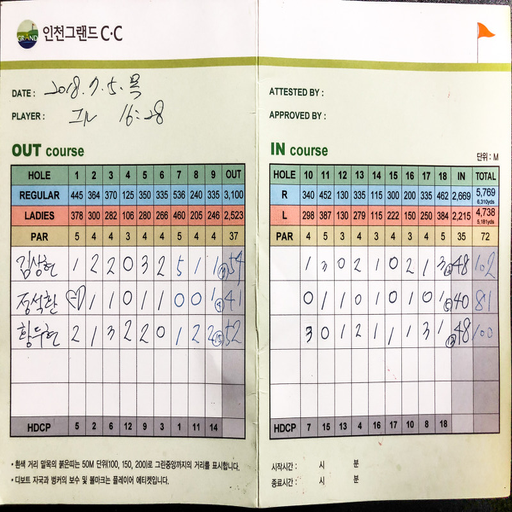 GRAND 인천그랜드 C·C
DATE : 2018. 7. 5. 목
PLAYER : 16:28
OUT course
HOLE 1 2 3 4 5 6 7 8 9 OUT
REGULAR 445 364 370 125 350 335 536 240 335 3,100
LADIES 378 300 282 106 280 266 460 205 246 2,523
PAR 5 4 4 3 4 4 5 4 4 37
김상현 1 2 2 0 3 2 5 1 1 54
정석환 1 1 0 1 1 0 0 1 ④ 41
황두현 2 1 3 2 2 0 1 2 2 52
HDCP 5 2 6 12 9 3 1 11 14
• 흰색 거리 말목의 붉은띠는 50M 단위(100, 150, 200)로 그린중앙까지의 거리를 표시합니다.
• 디보트 자국과 벙커의 보수 및 볼마크는 플레이어 에티켓입니다.
ATTESTED BY :
APPROVED BY :
IN course
단위 : M
HOLE 10 11 12 13 14 15 16 17 18 IN TOTAL
R 340 452 130 335 115 300 200 335 462 2,669 5,769
6,310yds
L 298 387 130 279 115 222 150 250 384 2,215 4,738
5,181yds
PAR 4 5 3 4 3 4 3 4 5 35 72
1 3 0 2 1 0 2 1 3 ⑬ 48 102
0 1 1 0 1 0 1 0 1 ⑤ 40 81
3 0 1 2 1 1 1 3 1 ⑬ 48 100
HDCP 7 15 13 4 16 17 10 8 18
시작시간 : 시 분
종료시간 : 시 분